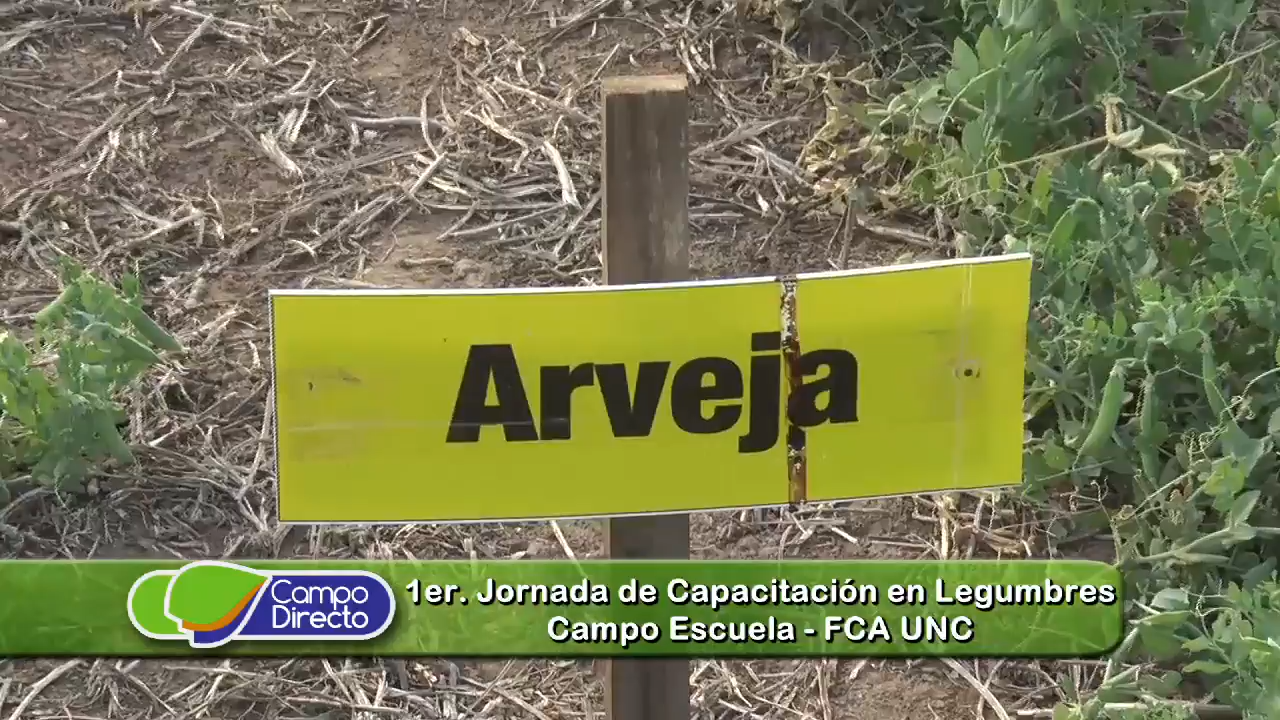 Arveja
Campo
Directo
1er. Jornada de Capacitación en Legumbres
Campo Escuela - FCA UNC